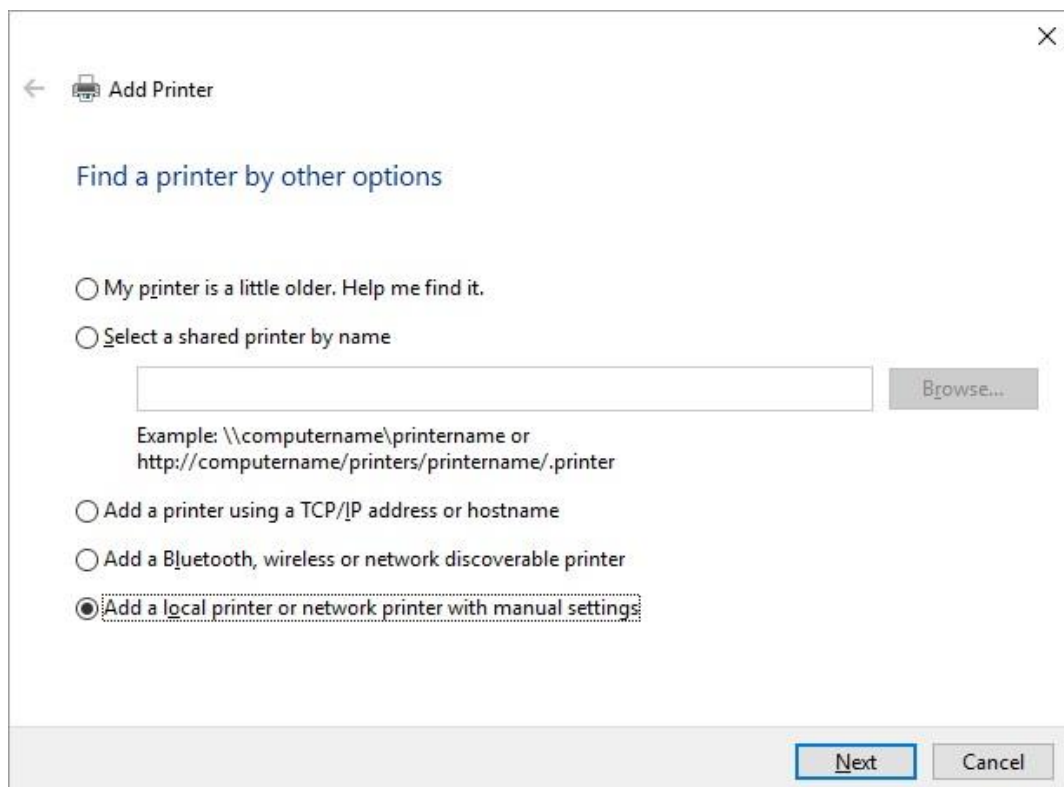 Add Printer
Find a printer by other options
My printer is a little older. Help me find it.
Select a shared printer by name
Browse...
Example: \\computername\printername or
http://computername/printers/printername/.printer
Add a printer using a TCP/IP address or hostname
Add a Bluetooth, wireless or network discoverable printer
Add a local printer or network printer with manual settings
Next
Cancel